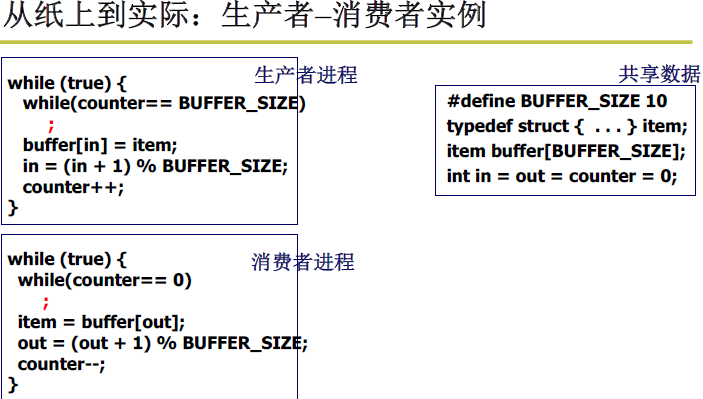 从纸上到实际：生产者–消费者实例
生产者进程
while (true) {
while(counter== BUFFER_SIZE)
;
buffer[in] = item;
in = (in + 1) % BUFFER_SIZE;
counter++;
}
共享数据
#define BUFFER_SIZE 10
typedef struct { . . . } item;
item buffer[BUFFER_SIZE];
int in = out = counter = 0;
消费者进程
while (true) {
while(counter== 0)
;
item = buffer[out];
out = (out + 1) % BUFFER_SIZE;
counter--;
}